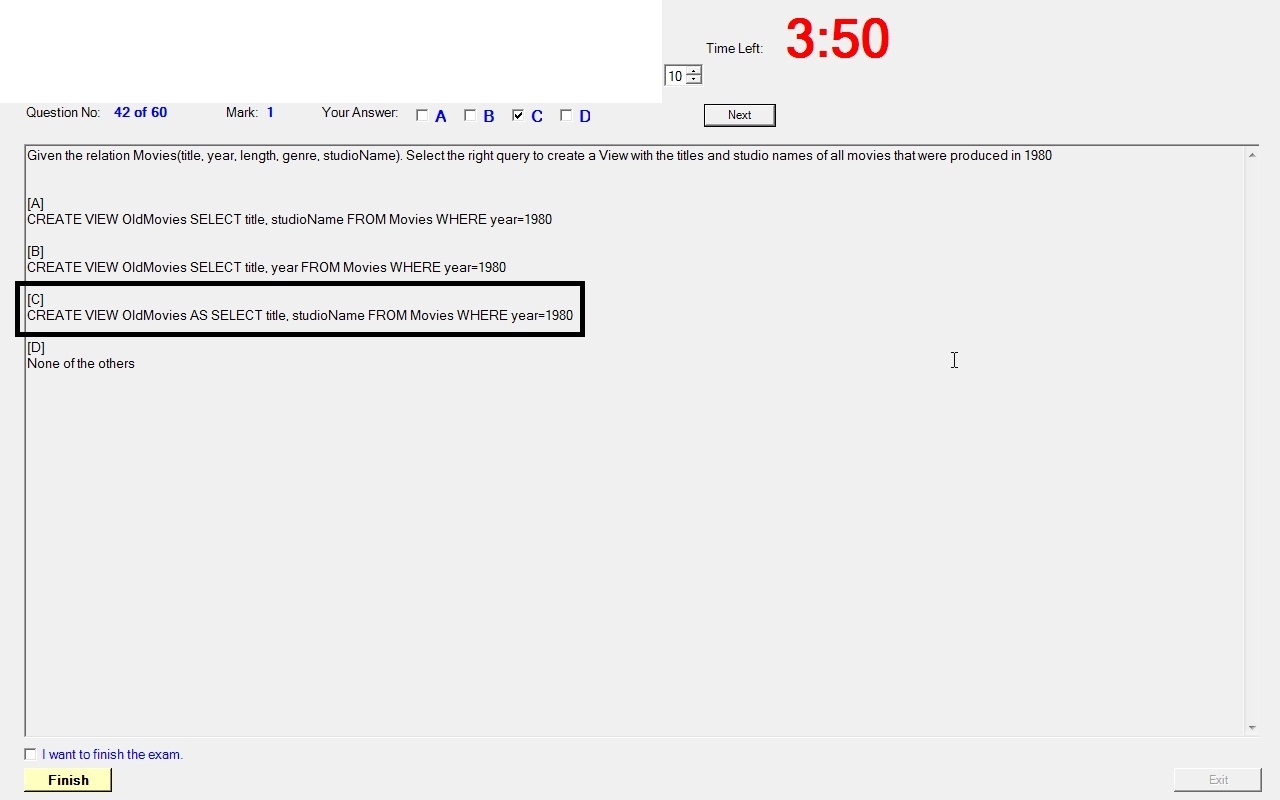 Time Left: 3:50
10
Question No: 42 of 60 Mark: 1 Your Answer: A B C D Next
Given the relation Movies(title, year, length, genre, studioName). Select the right query to create a View with the titles and studio names of all movies that were produced in 1980
[A]
CREATE VIEW OldMovies SELECT title, studioName FROM Movies WHERE year=1980
[B]
CREATE VIEW OldMovies SELECT title, year FROM Movies WHERE year=1980
[C]
CREATE VIEW OldMovies AS SELECT title, studioName FROM Movies WHERE year=1980
[D]
None of the others
I want to finish the exam.
Finish Exit